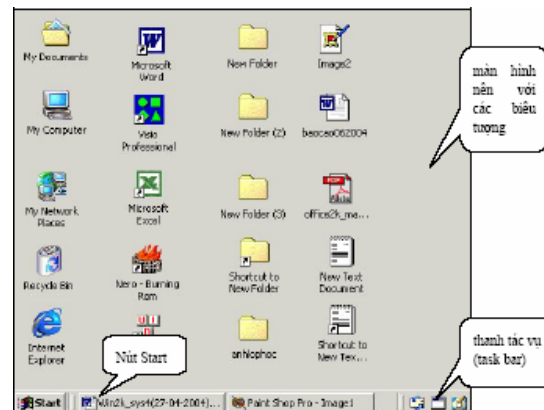 My Documents
Microsoft
Word
New Folder
Image2
màn hình
nền với
các biểu
tượng
My Computer
Visio
Professional
New Folder (2)
baocao062004
My Network
Places
Microsoft
Excel
New Folder (3)
office2k_ma...
Recycle Bin
Nero - Burning
Rom
Shortcut to
New Folder
New Text
Document
Internet
Explorer
Nút Start
anhlophoc
Shortcut to
New Tex...
thanh tác vụ
(task bar)
Start
Win2k_sys4(27-04-2004)...
Paint Shop Pro - Image1